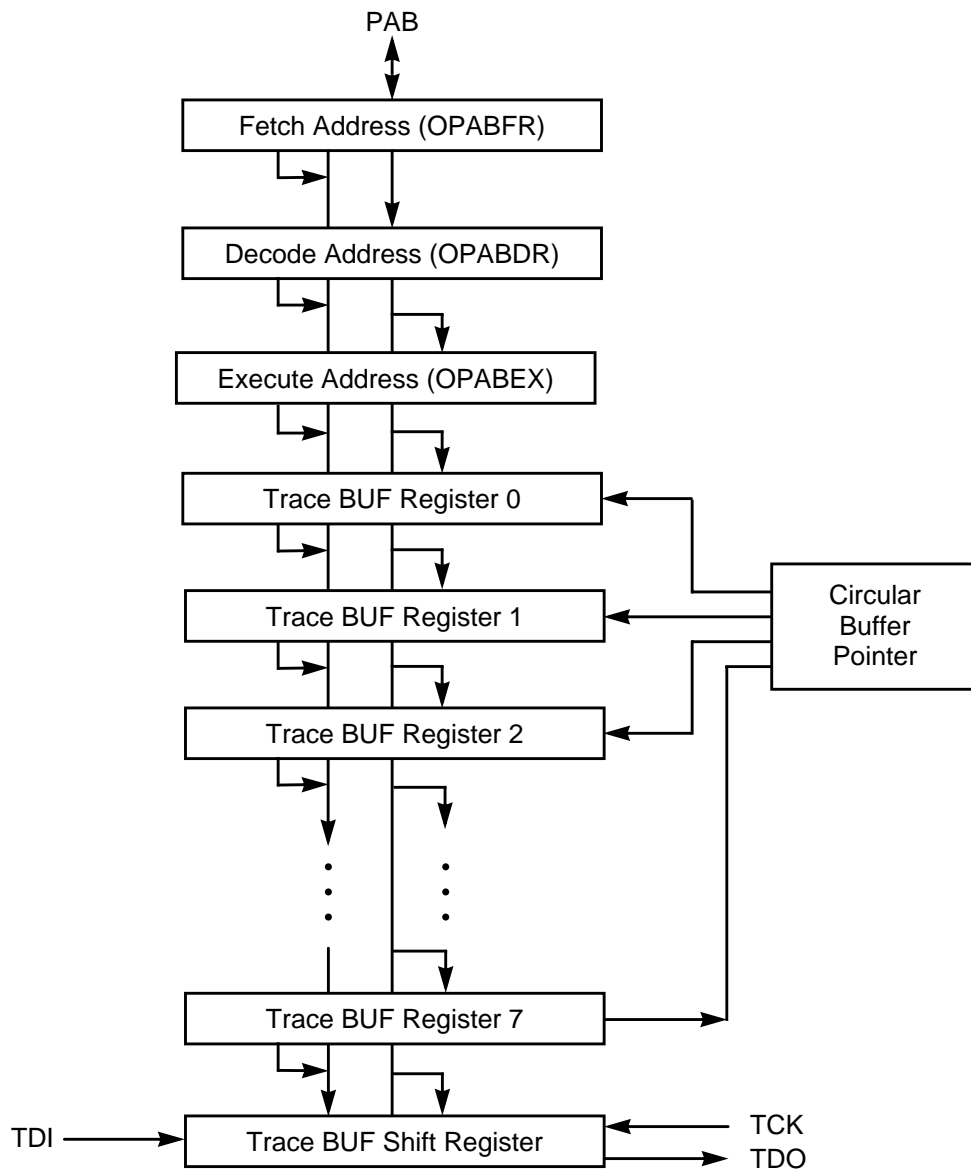 PAB
Fetch Address (OPABFR)
Decode Address (OPABDR)
Execute Address (OPABEX)
Trace BUF Register 0
Trace BUF Register 1
Circular
Buffer
Pointer
Trace BUF Register 2
Trace BUF Register 7
TDI
Trace BUF Shift Register
TCK
TDO